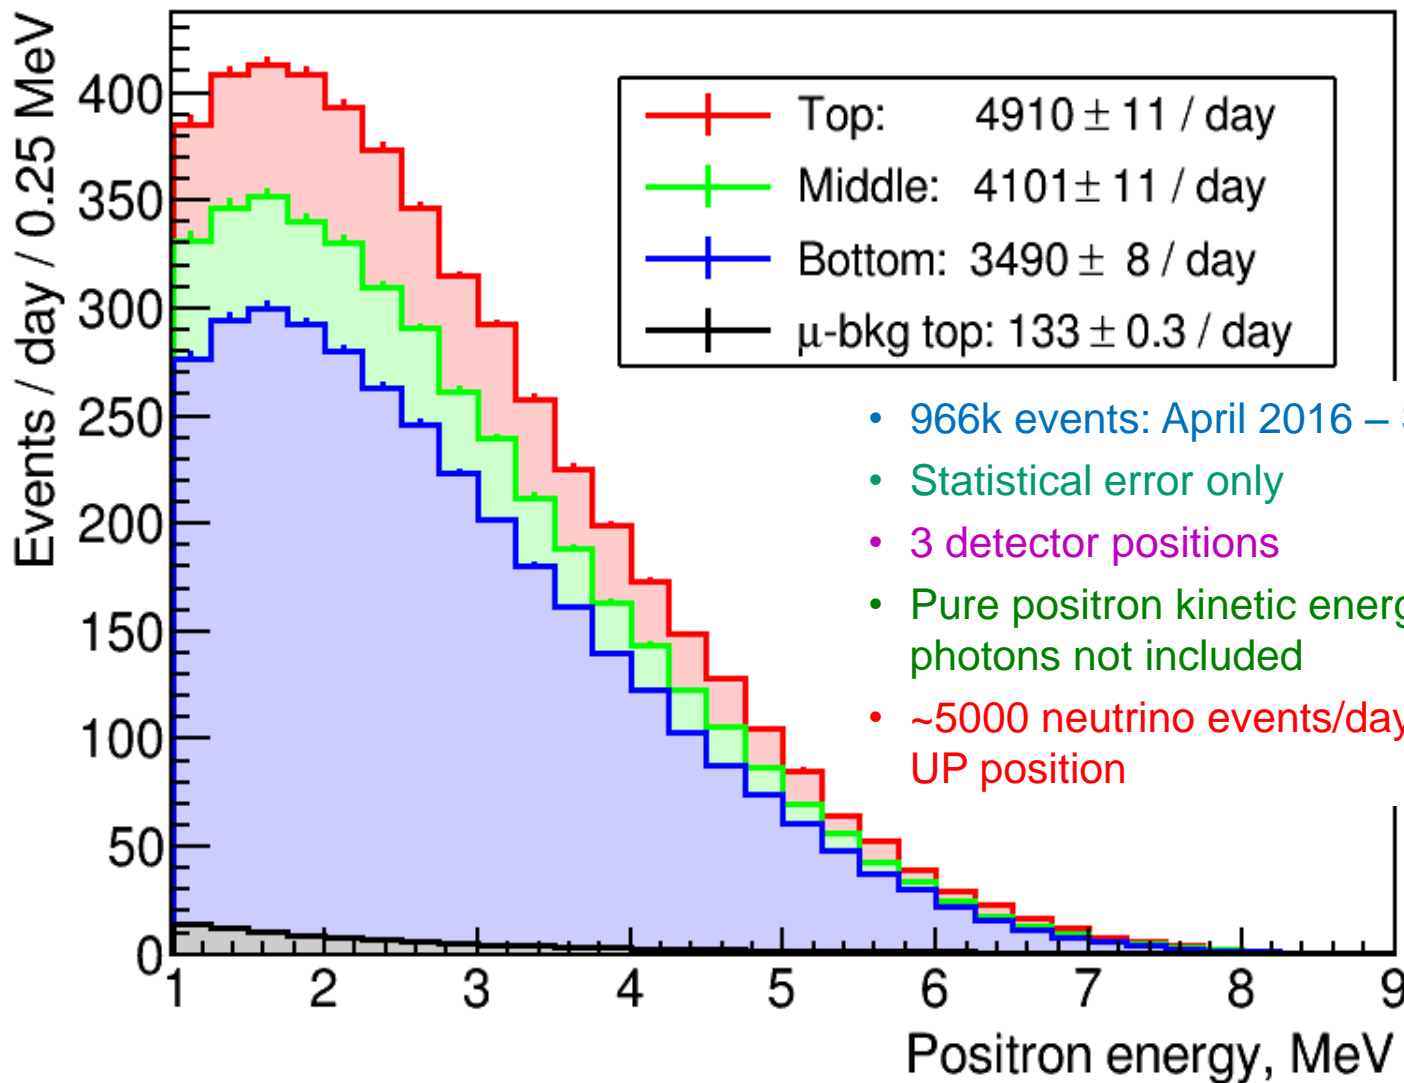 Events / day / 0.25 MeV
400
350
300
250
200
150
100
50
0
1 2 3 4 5 6 7 8 9
Positron energy, MeV
Top: 4910 ± 11 / day
Middle: 4101 ± 11 / day
Bottom: 3490 ± 8 / day
μ-bkg top: 133 ± 0.3 / day
• 966k events: April 2016 –
• Statistical error only
• 3 detector positions
• Pure positron kinetic
photons not included
• ~5000 neutrino
UP position